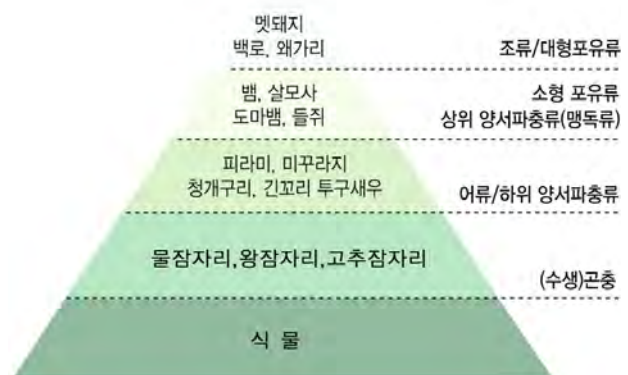 멧돼지
백로, 왜가리
조류/대형포유류
뱀, 살모사
도마뱀, 들쥐
소형 포유류
상위 양서파충류(맹독류)
피라미, 미꾸라지
청개구리, 긴꼬리 투구새우
어류/하위 양서파충류
물잠자리,왕잠자리,고추잠자리
(수생)곤충
식 물